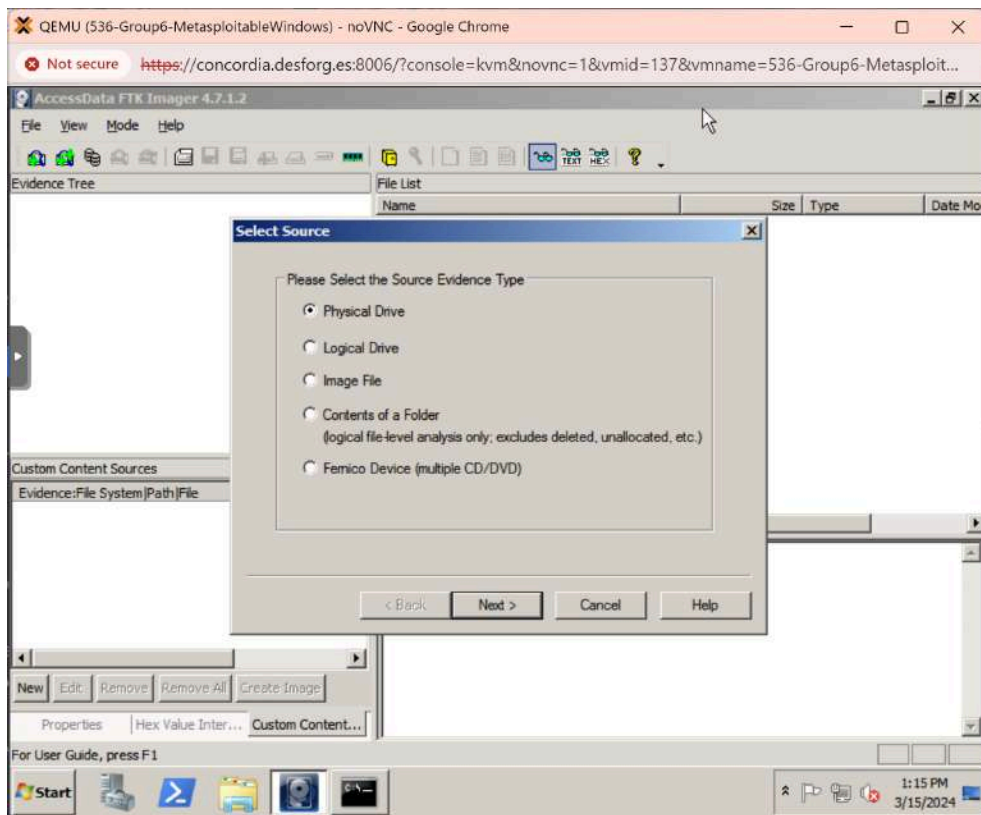 QEMU (536-Group6-MetasploitableWindows) - noVNC - Google Chrome
Not secure https://concordia.desforg.es:8006/?console=kvm&novnc=1&vmid=137&vmname=536-Group6-Metasploit...
AccessData FTK Imager 4.7.1.2
File View Mode Help
TEXT HEX
Evidence Tree
File List
Name Size Type Date Mo
Select Source
Please Select the Source Evidence Type
Physical Drive
Logical Drive
Image File
Contents of a Folder
(logical file-level analysis only; excludes deleted, unallocated, etc.)
Fernico Device (multiple CD/DVD)
< Back Next > Cancel Help
Custom Content Sources
Evidence:File System|Path|File
New Edit Remove Remove All Create Image
Properties Hex Value Inter... Custom Content...
For User Guide, press F1
Start
C:\
1:15 PM
3/15/2024